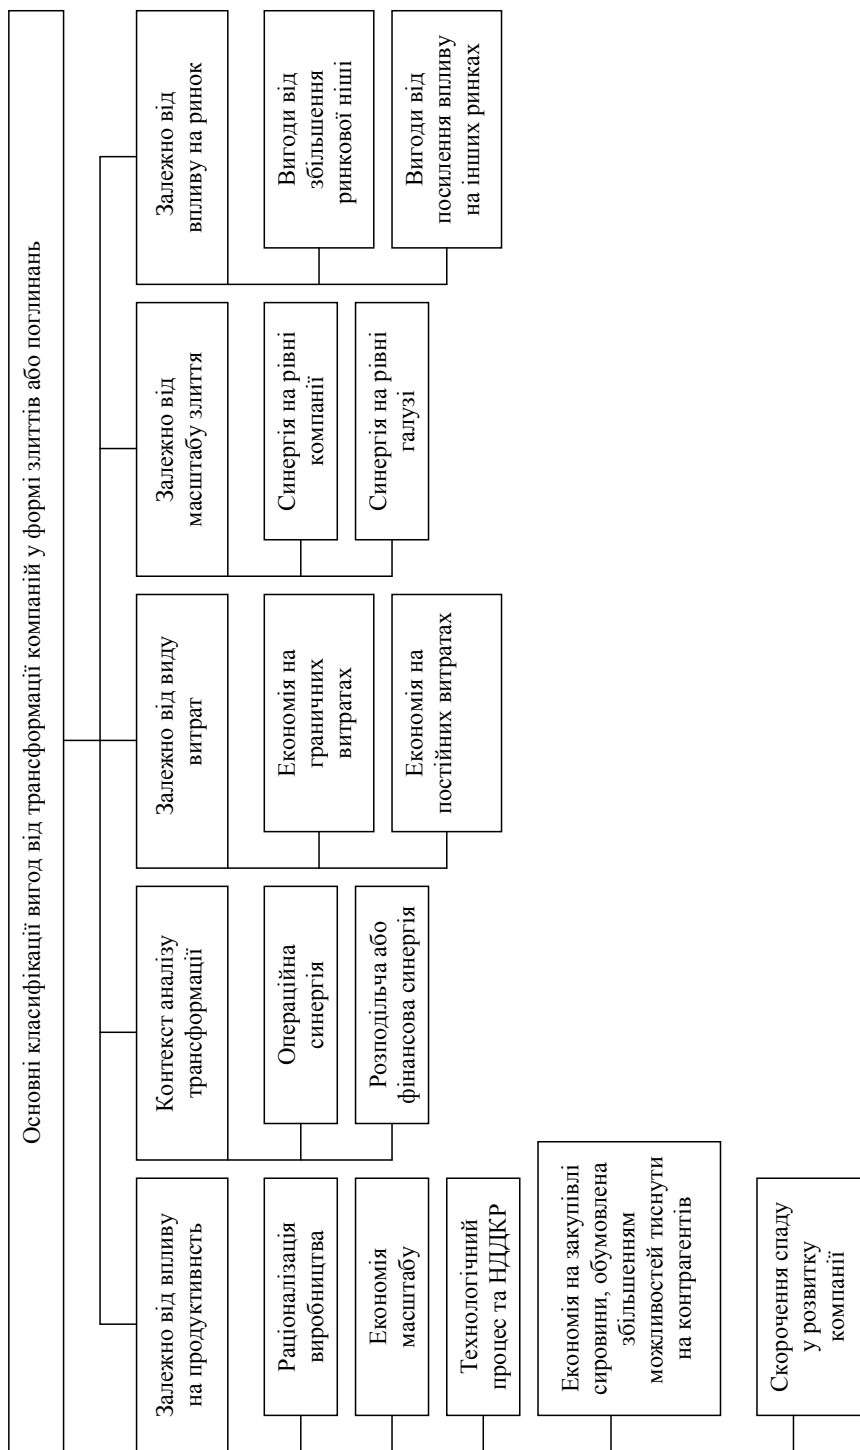 Основні класифікації вигод від трансформації компаній у формі злиттів або поглинань
Залежно від впливу
на продуктивнсть
Раціоналізація
виробництва
Економія
масштабу
Технологічний
процес та НДДКР
Економія на закупівлі
сировини, обумовлена
збільшенням
можливостей тиснути
на контрагентів
Скорочення спаду
у розвитку
компанії
Контекст аналізу
трансформації
Операційна
синергія
Розподільча або
фінансова синергія
Залежно від виду
витрат
Економія на
граничних
витратах
Економія на
постійних витратах
Залежно від
масштабу злиття
Синергія на рівні
компанії
Синергія на рівні
галузі
Залежно від
впливу на ринок
Вигоди від
збільшення
ринкової ніші
Вигоди від
посилення впливу
на інших ринках